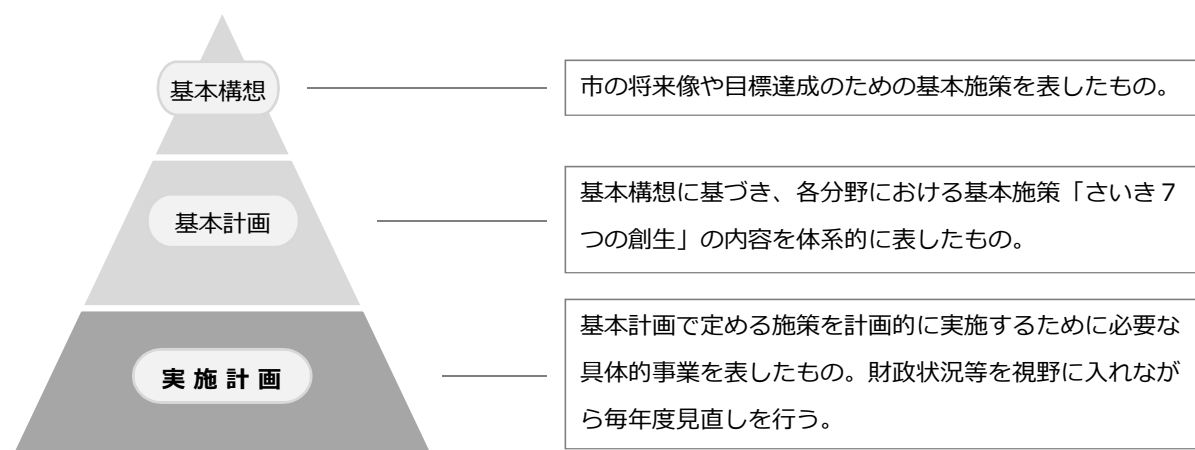 基本構想
市の将来像や目標達成のための基本施策を表したもの。
基本計画
基本構想に基づき、各分野における基本施策「さいき７
つの創生」の内容を体系的に表したもの。
実施計画
基本計画で定める施策を計画的に実施するために必要な
具体的事業を表したもの。財政状況等を視野に入れなが
ら毎年度見直しを行う。